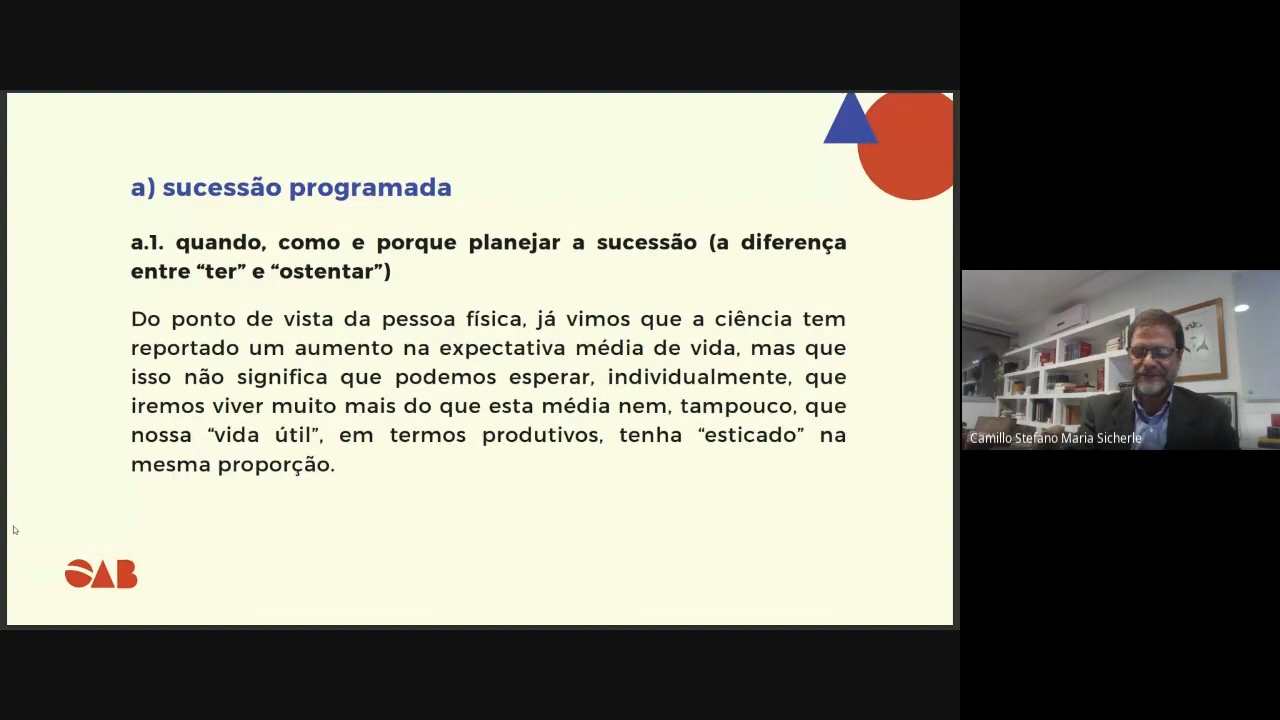 a) sucessão programada
a.1. quando, como e porque planejar a sucessão (a diferença
entre “ter” e “ostentar”)
Do ponto de vista da pessoa física, já vimos que a ciência tem
reportado um aumento na expectativa média de vida, mas que
isso não significa que podemos esperar, individualmente, que
iremos viver muito mais do que esta média nem, tampouco, que
nossa “vida útil”, em termos produtivos, tenha “esticado” na
mesma proporção.
OAB
Camillo Stefano Maria Sicherle